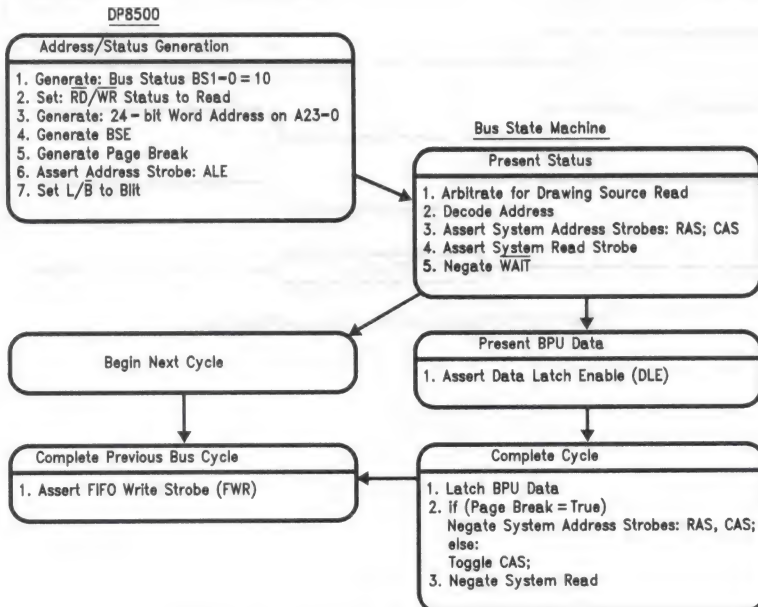 DP8500
Address/Status Generation
1. Generate: Bus Status BS1-0 = 10
2. Set: R̅D̅/W̅R̅ Status to Read
3. Generate: 24-bit Word Address on A23-0
4. Generate BSE
5. Generate Page Break
6. Assert Address Strobe: ALE
7. Set L/B̅ to Blit
Bus State Machine
Present Status
1. Arbitrate for Drawing Source Read
2. Decode Address
3. Assert System Address Strobes: RAS; CAS
4. Assert System Read Strobe
5. Negate W̅A̅I̅T̅
Begin Next Cycle
Present BPU Data
1. Assert Data Latch Enable (DLE)
Complete Previous Bus Cycle
1. Assert FIFO Write Strobe (FWR)
Complete Cycle
1. Latch BPU Data
2. if (Page Break = True)
Negate System Address Strobes: RAS, CAS;
else:
Toggle CAS;
3. Negate System Read